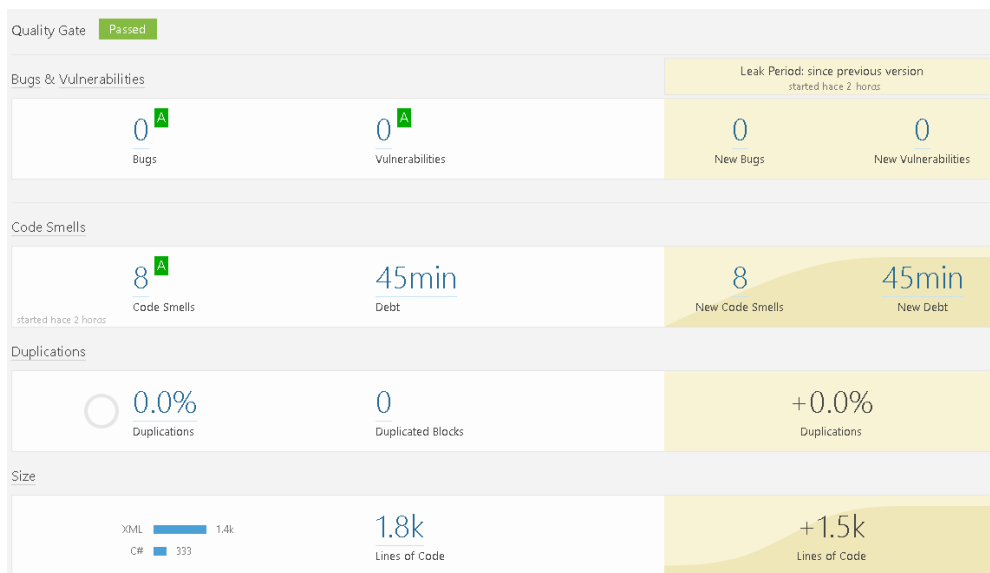 Quality Gate Passed
Bugs & Vulnerabilities
Leak Period: since previous version
started hace 2 horas
0 A
Bugs
0 A
Vulnerabilities
0
New Bugs
0
New Vulnerabilities
Code Smells
8 A
Code Smells
started hace 2 horas
45min
Debt
8
New Code Smells
45min
New Debt
Duplications
0.0%
Duplications
0
Duplicated Blocks
+0.0%
Duplications
Size
XML 1.4k
C# 333
1.8k
Lines of Code
+1.5k
Lines of Code